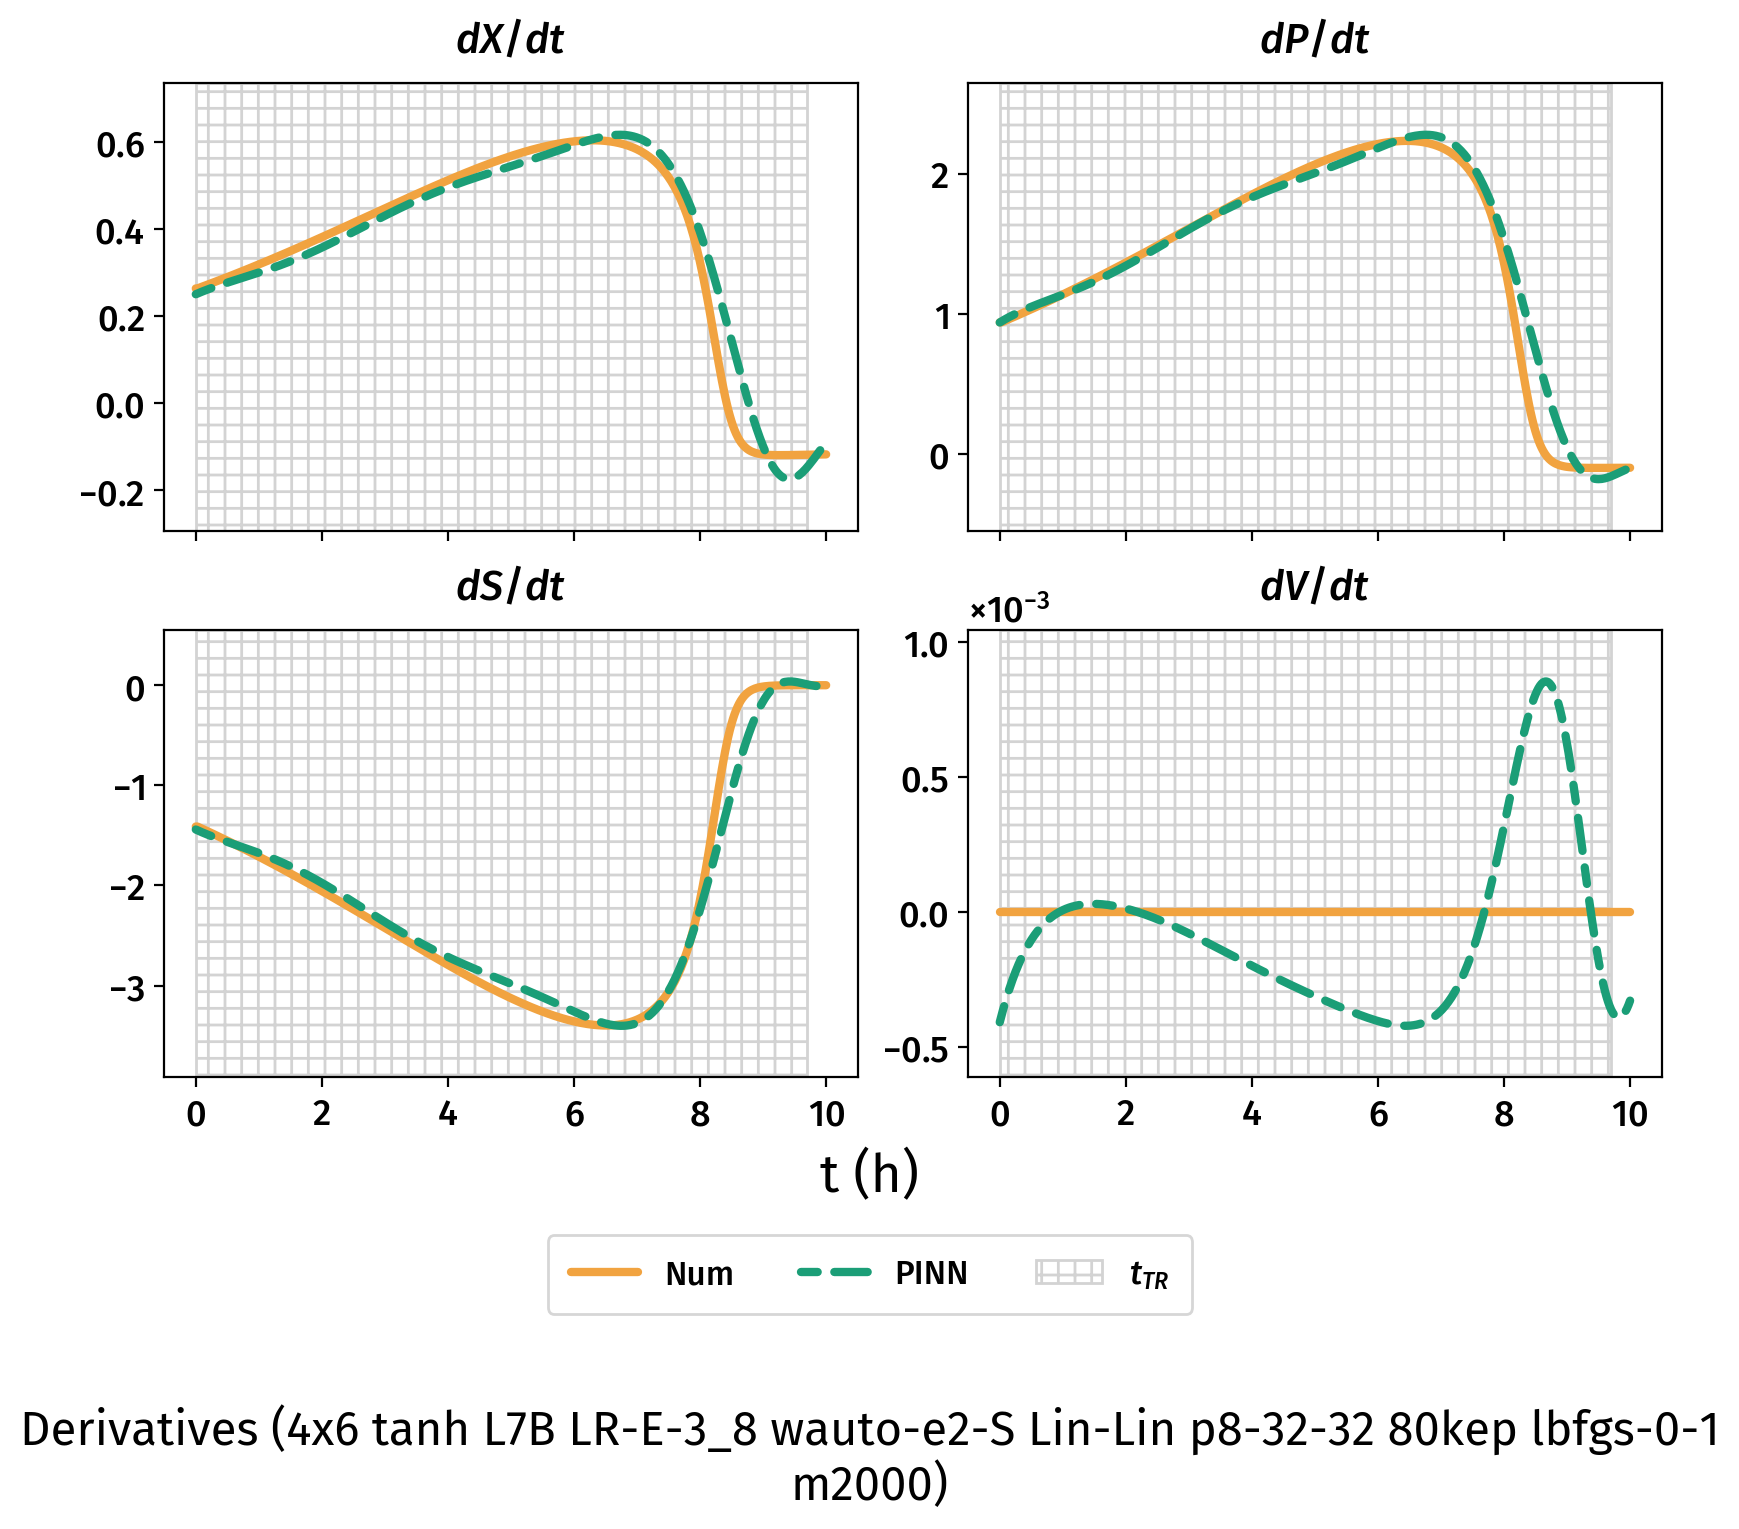 dX/dt
dP/dt
0.6
0.4
0.2
0.0
−0.2
2
1
0
dS/dt
dV/dt
×10⁻³
0
−1
−2
−3
1.0
0.5
0.0
−0.5
0 2 4 6 8 10
0 2 4 6 8 10
t (h)
Num PINN t_TR
Derivatives (4x6 tanh L7B LR-E-3_8 wauto-e2-S Lin-Lin p8-32-32 80kep lbfgs-0-1
m2000)